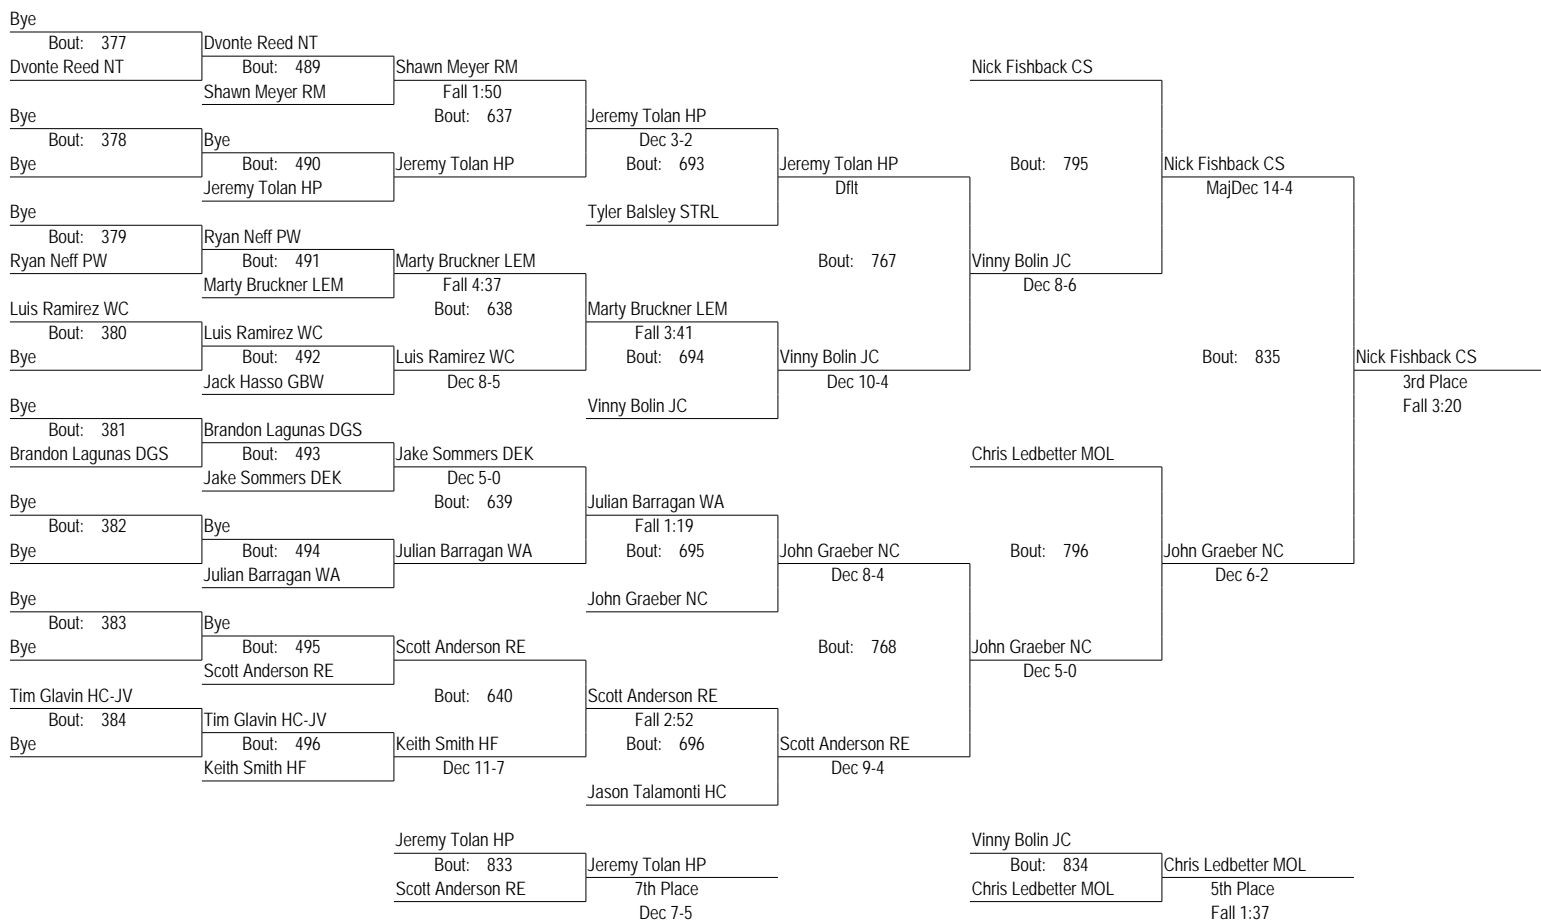 Bye
Bout: 377 Dvonte Reed NT
Dvonte Reed NT Bout: 489 Shawn Meyer RM Nick Fishback CS
Shawn Meyer RM Fall 1:50
Bye Bout: 637 Jeremy Tolan HP
Bout: 378 Bye Dec 3-2
Bye Bout: 490 Jeremy Tolan HP Bout: 693 Jeremy Tolan HP Bout: 795 Nick Fishback CS
Jeremy Tolan HP Dflt MajDec 14-4
Bye Tyler Balsley STRL
Bout: 379 Ryan Neff PW
Ryan Neff PW Bout: 491 Marty Bruckner LEM Bout: 767 Vinny Bolin JC
Marty Bruckner LEM Fall 4:37 Dec 8-6
Luis Ramirez WC Bout: 638 Marty Bruckner LEM
Bout: 380 Luis Ramirez WC Fall 3:41
Bye Bout: 492 Luis Ramirez WC Bout: 694 Vinny Bolin JC Bout: 835 Nick Fishback CS
Jack Hasso GBW Dec 8-5 Dec 10-4 3rd Place
Bye Vinny Bolin JC Fall 3:20
Bout: 381 Brandon Lagunas DGS
Brandon Lagunas DGS Bout: 493 Jake Sommers DEK Chris Ledbetter MOL
Jake Sommers DEK Dec 5-0
Bye Bout: 639 Julian Barragan WA
Bout: 382 Bye Fall 1:19
Bye Bout: 494 Julian Barragan WA Bout: 695 John Graeber NC Bout: 796 John Graeber NC
Julian Barragan WA Dec 8-4 Dec 6-2
Bye John Graeber NC
Bout: 383 Bye
Bye Bout: 495 Scott Anderson RE Bout: 768 John Graeber NC
Scott Anderson RE Dec 5-0
Tim Glavin HC-JV Bout: 640 Scott Anderson RE
Bout: 384 Tim Glavin HC-JV Fall 2:52
Bye Bout: 496 Keith Smith HF Bout: 696 Scott Anderson RE
Keith Smith HF Dec 11-7 Dec 9-4
Jason Talamonti HC
Jeremy Tolan HP Vinny Bolin JC
Bout: 833 Jeremy Tolan HP Bout: 834 Chris Ledbetter MOL
Scott Anderson RE 7th Place Chris Ledbetter MOL 5th Place
Dec 7-5 Fall 1:37